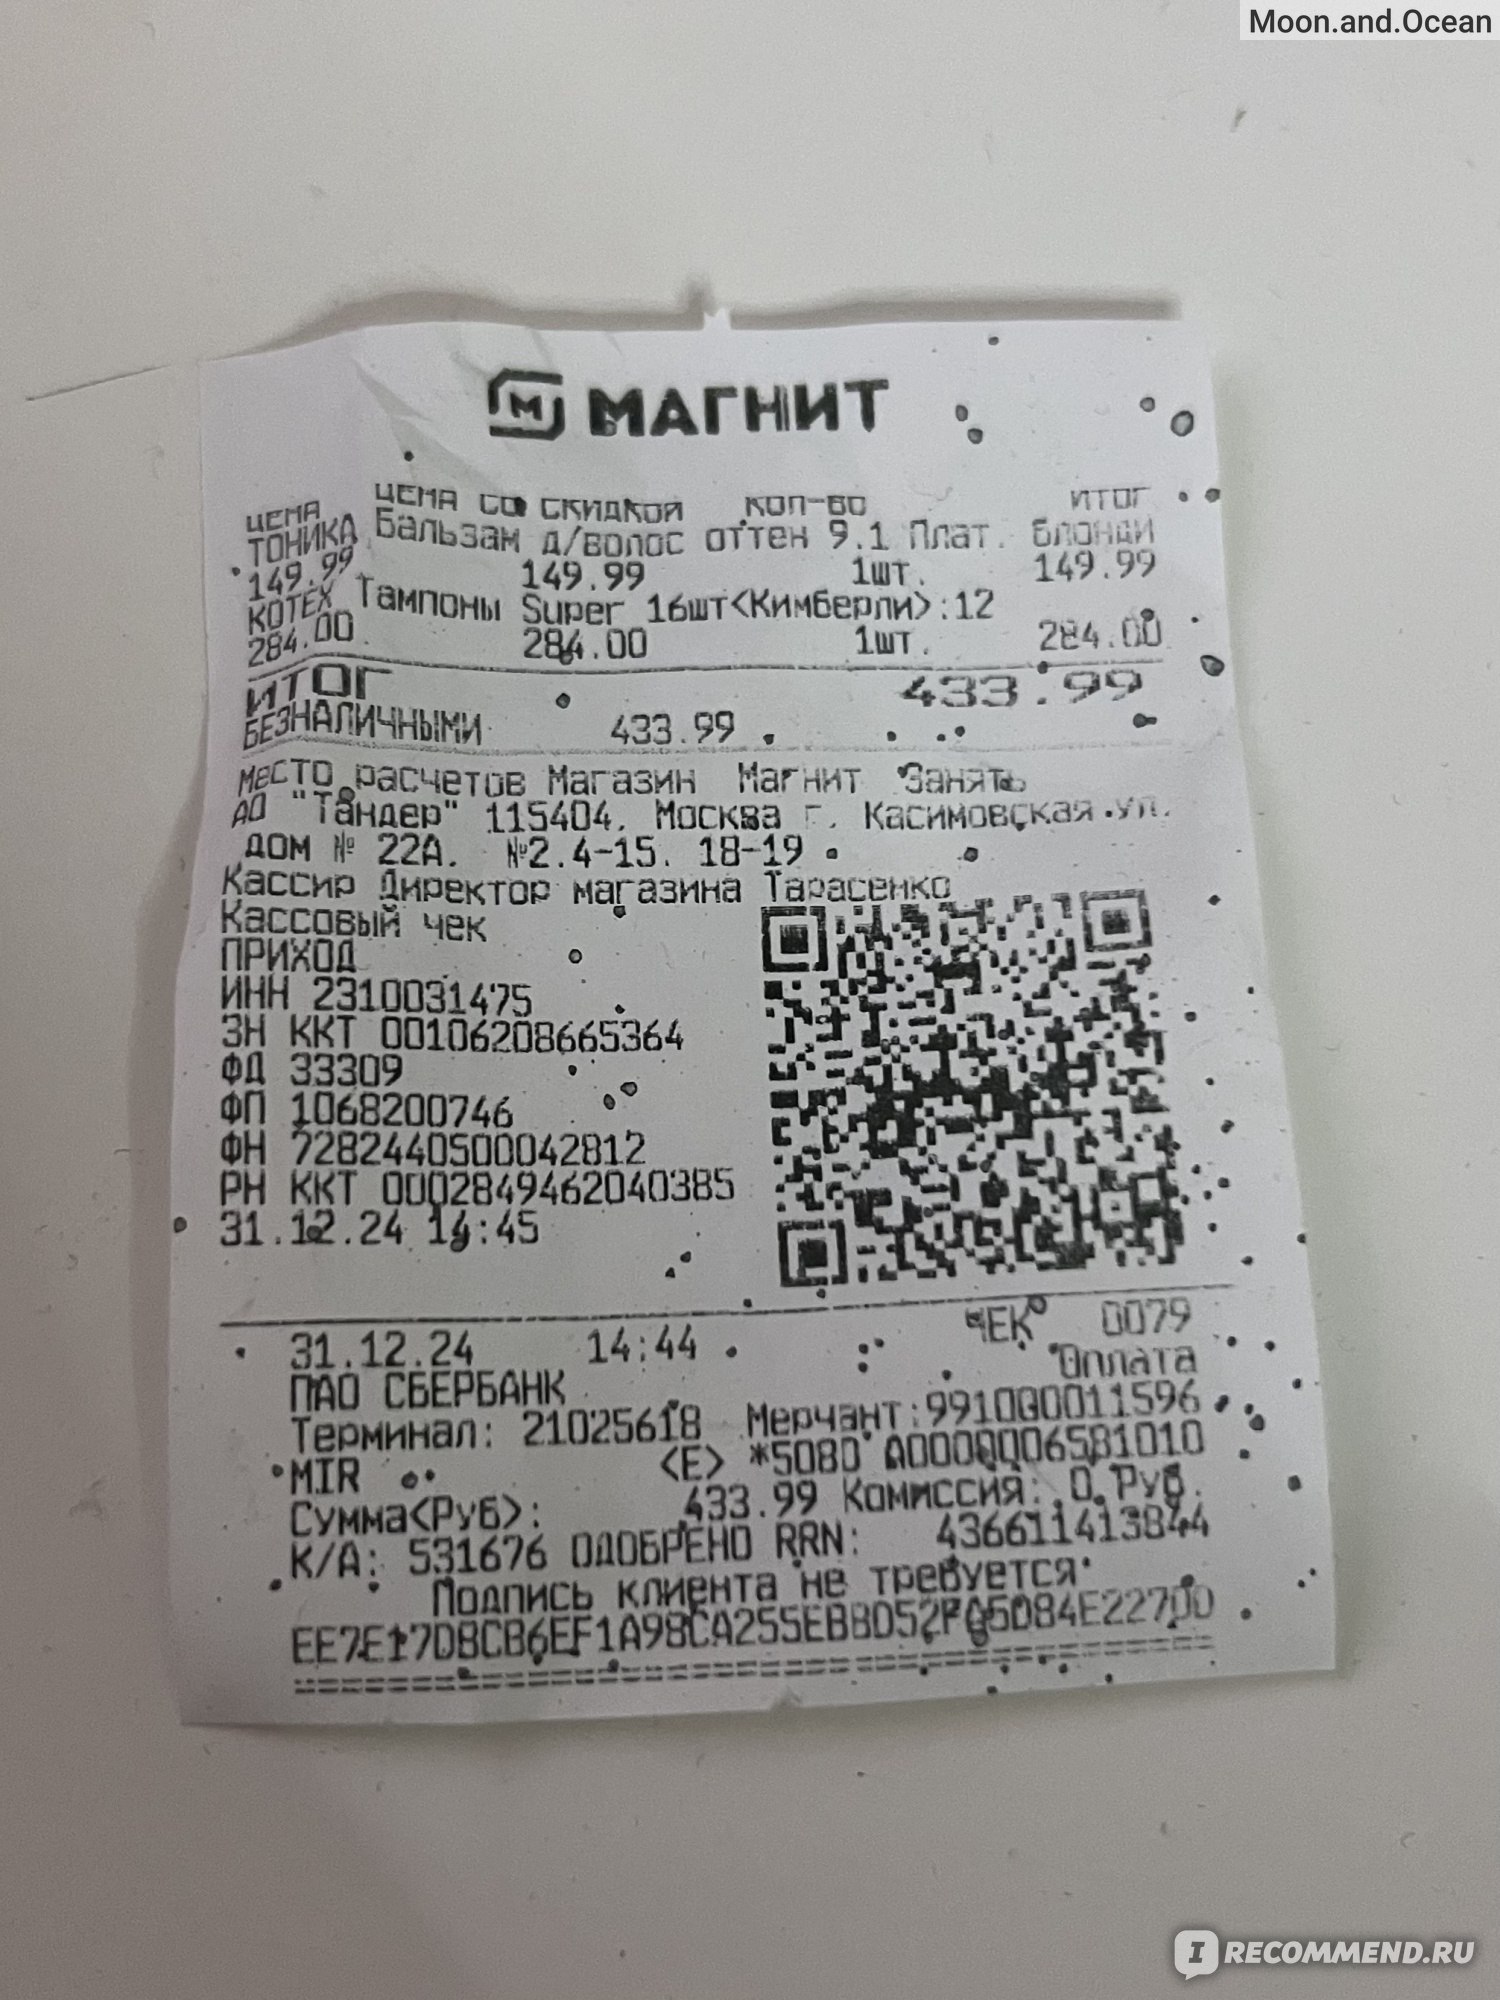 Moon.and.Ocean
МАГНИТ
ЦЕНА ЦЕНА СО СКИДКОЙ КОЛ-ВО ИТОГ
ТОНИКА Бальзам д/волос оттен 9.1 Плат. блонди
149.99 149.99 1шт. 149.99
КОТЕХ Тампоны Super 16шт<Кимберли>:12
284.00 284.00 1шт. 284.00
ИТОГ 433.99
БЕЗНАЛИЧНЫМИ 433.99
Место расчетов Магазин Магнит Занять
АО "Тандер" 115404, Москва г, Касимовская ул,
дом № 22А, №2.4-15, 18-19
Кассир Директор магазина Тарасенко
Кассовый чек
ПРИХОД
ИНН 2310031475
ЗН ККТ 00106208665364
ФД 33309
ФП 1068200746
ФН 7282440500042812
РН ККТ 0002849462040385
31.12.24 14:45
31.12.24 14:44 ЧЕК 0079
ПАО СБЕРБАНК Оплата
Терминал: 21025618 Мерчант:991000011596
MIR <E> *5080 A0000006581010
Сумма<Руб>: 433.99 Комиссия: 0 Руб.
К/А: 531676 ОДОБРЕНО RRN: 436611413844
Подпись клиента не требуется
EE7E17D8CB6EF1A98CA255EBBD52FA5D84E227D0
IRECOMMEND.RU